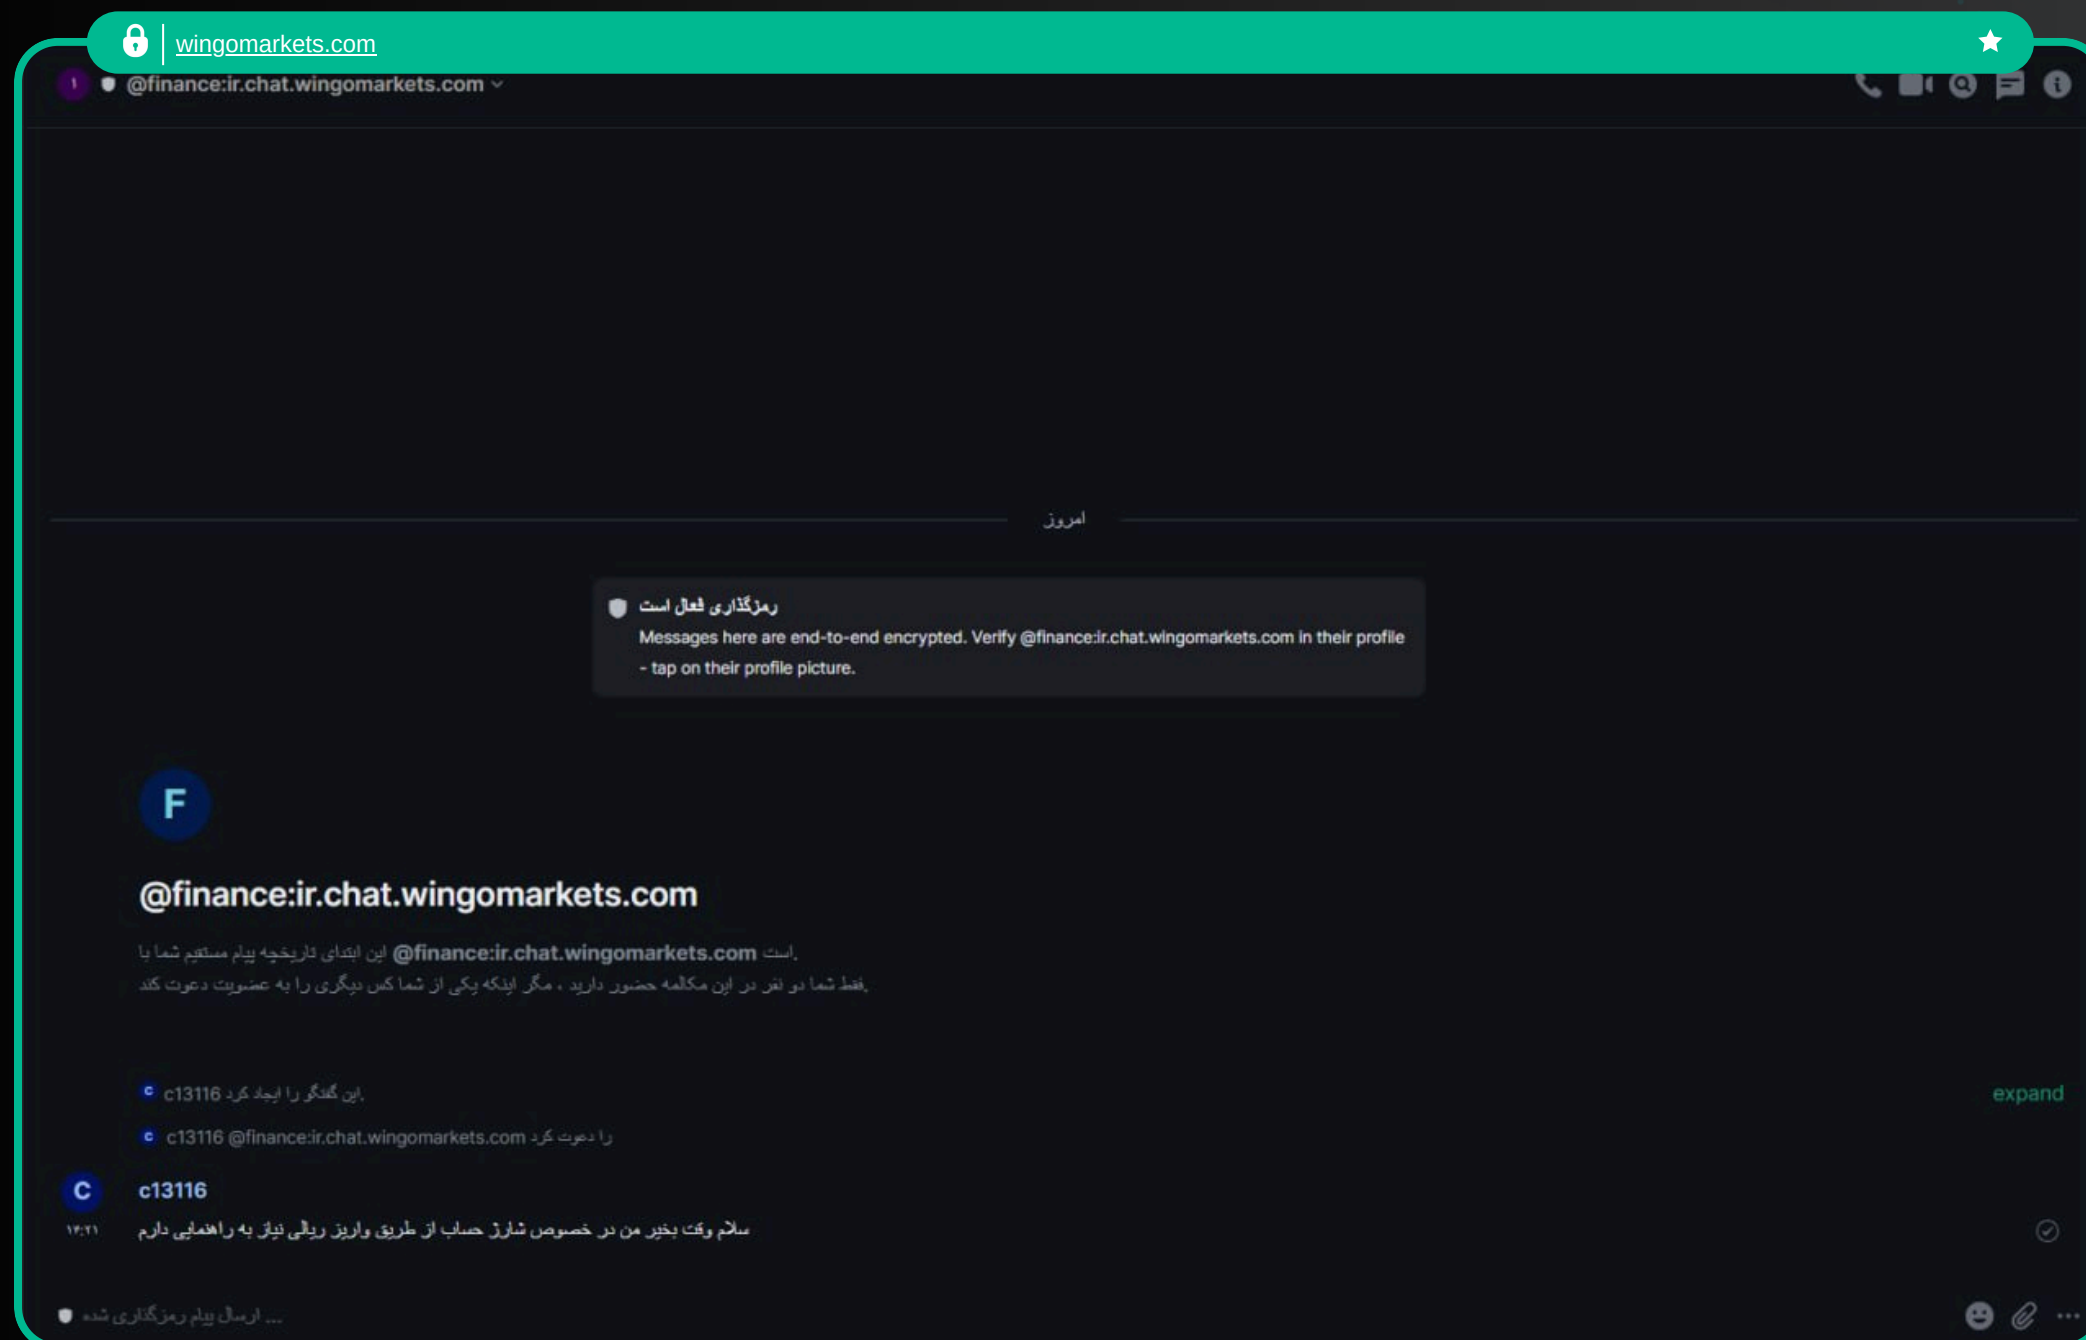 wingomarkets.com
@finance:ir.chat.wingomarkets.com
امروز
رمزگذاری فعال است
Messages here are end-to-end encrypted. Verify @finance:ir.chat.wingomarkets.com in their profile
- tap on their profile picture.
F
@finance:ir.chat.wingomarkets.com
این ابتدای تاریخچه پیام مستقیم شما با @finance:ir.chat.wingomarkets.com است.
فقط شما دو نفر در این مکالمه حضور دارید ، مگر اینکه یکی از شما کس دیگری را به عضویت دعوت کند.
C c13116 این گفتگو را ایجاد کرد.
expand
C c13116 @finance:ir.chat.wingomarkets.com را دعوت کرد
C c13116
۱۴:۲۱ سلام وقت بخیر من در خصوص شارژ حساب از طریق واریز ریالی نیاز به راهنمایی دارم
ارسال پیام رمزگذاری شده ...